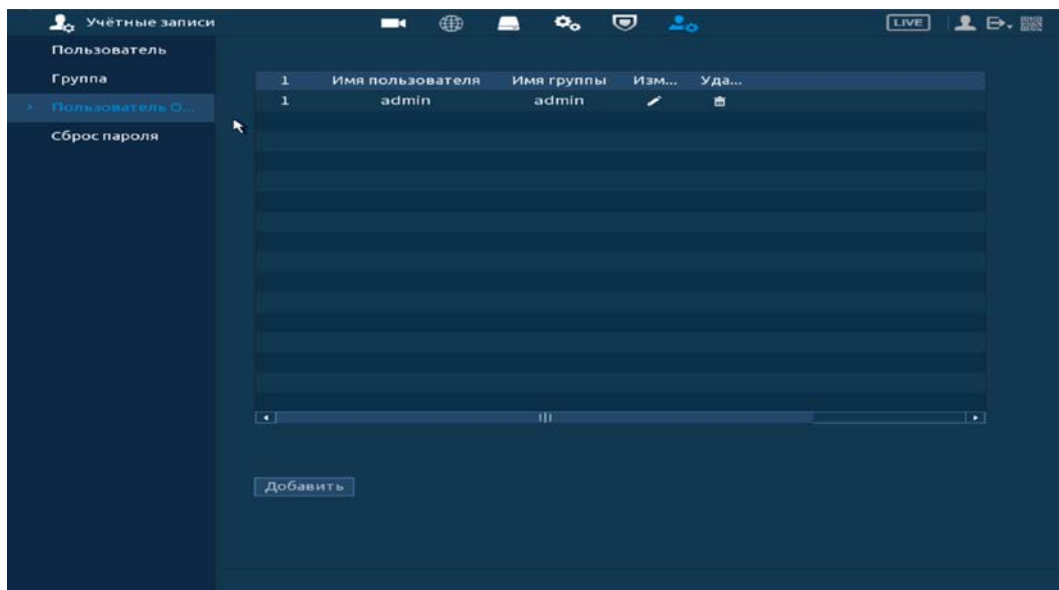 Учётные записи
LIVE
Пользователь
Группа
Пользователь О...
Сброс пароля
1 Имя пользователя Имя группы Изм... Уда...
1 admin admin
Добавить